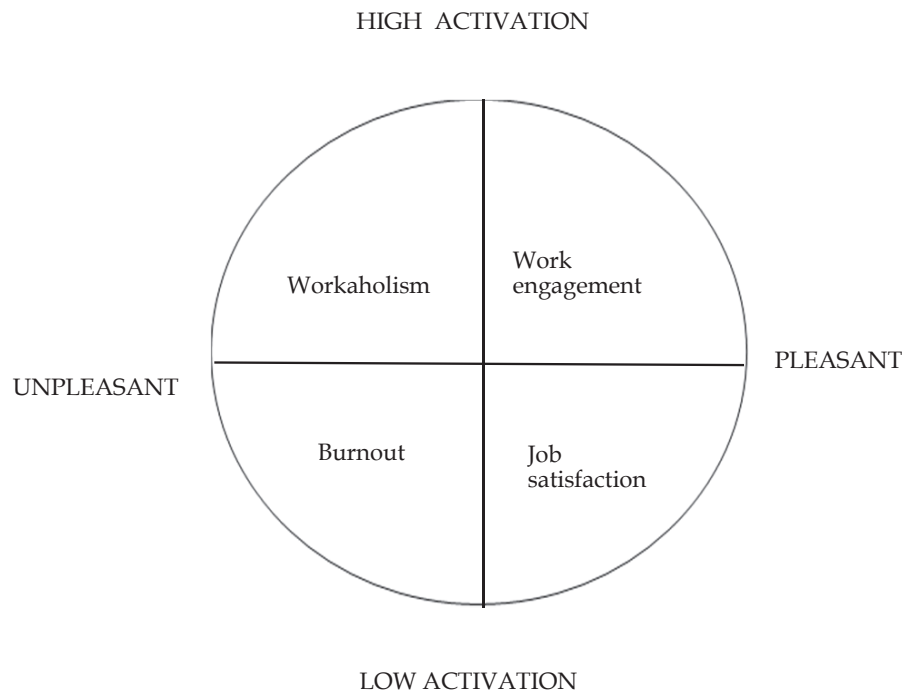 HIGH ACTIVATION
Workaholism
Work
engagement
UNPLEASANT
PLEASANT
Burnout
Job
satisfaction
LOW ACTIVATION